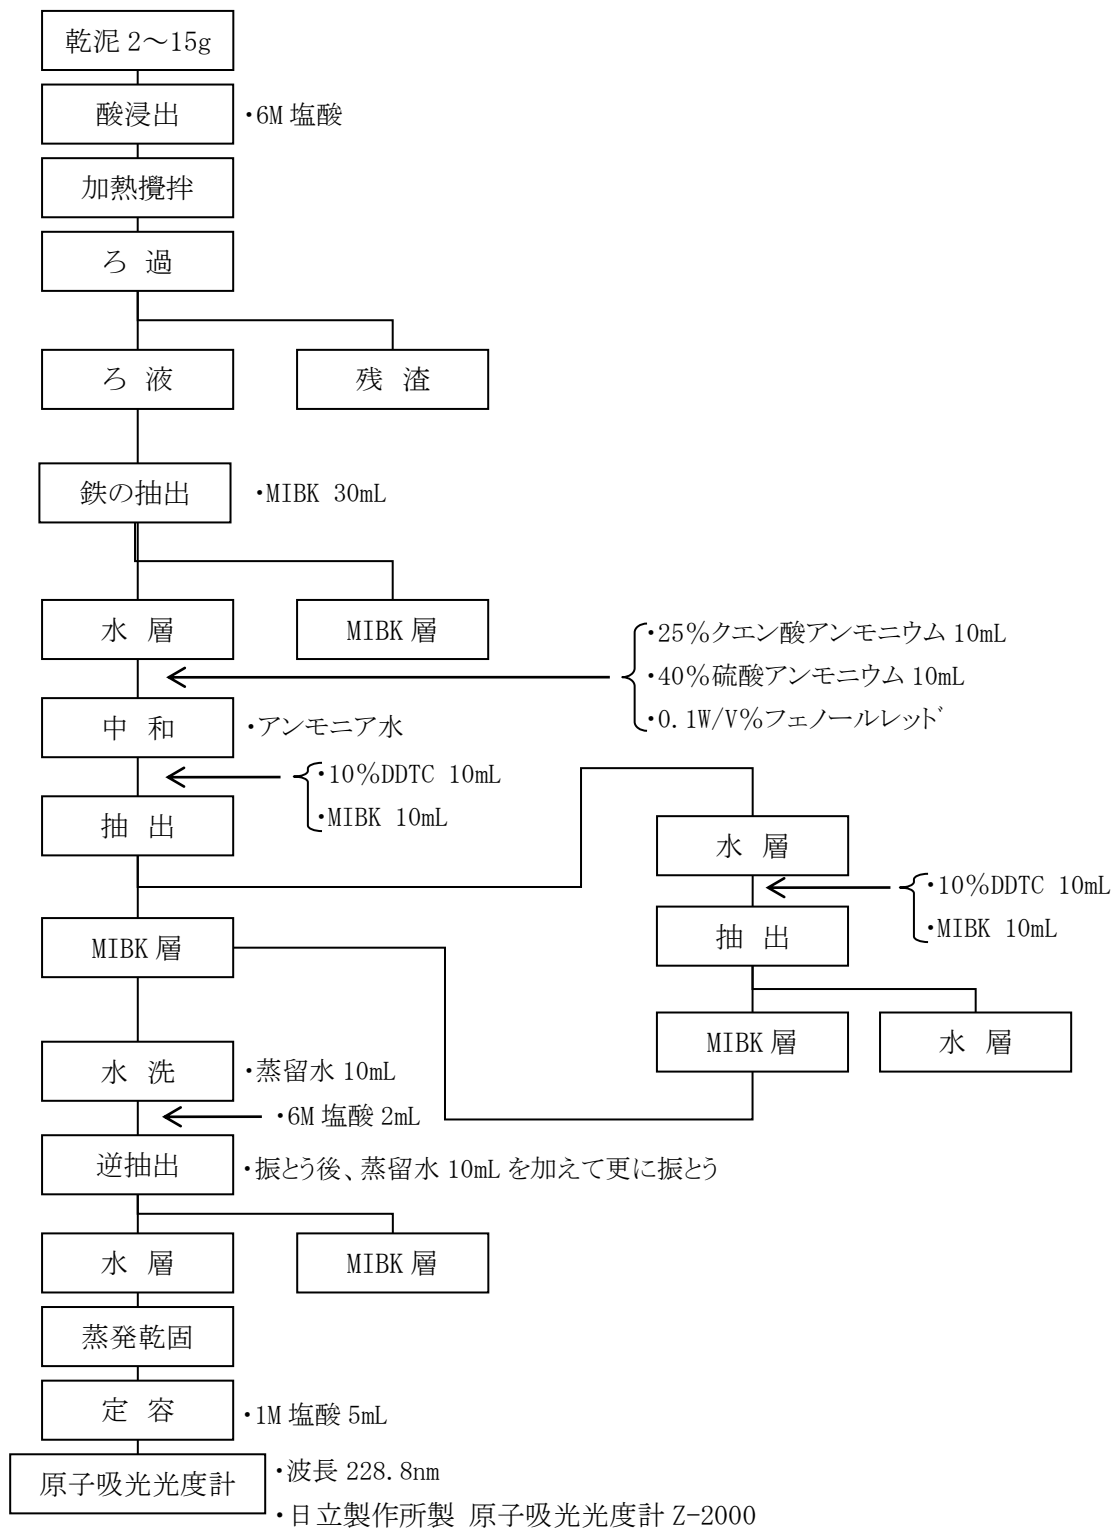 乾泥 2～15g
酸浸出
・6M 塩酸
加熱攪拌
ろ 過
ろ 液
残 渣
鉄の抽出
・MIBK 30mL
水 層
MIBK 層
・25％クエン酸アンモニウム 10mL
・40％硫酸アンモニウム 10mL
・0.1W/V％フェノールレッド゛
中 和
・アンモニア水
・10％DDTC 10mL
・MIBK 10mL
抽 出
水 層
・10％DDTC 10mL
・MIBK 10mL
抽 出
MIBK 層
MIBK 層
水 層
水 洗
・蒸留水 10mL
・6M 塩酸 2mL
逆抽出
・振とう後、蒸留水 10mL を加えて更に振とう
水 層
MIBK 層
蒸発乾固
定 容
・1M 塩酸 5mL
原子吸光光度計
・波長 228.8nm
・日立製作所製 原子吸光光度計 Z-2000